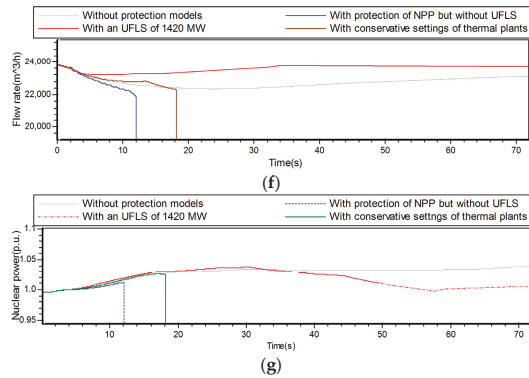 Without protection models
With protection of NPP but without UFLS
With an UFLS of 1420 MW
With conservative settings of thermal plants
Flew rate(m^3/h)
24,000
22,000
20,000
0 10 20 30 40 50 60 70
Time(s)
(f)
Without protection models
With protection of NPP but without UFLS
With an UFLS of 1420 MW
With conservative settngs of thermal plants
Nuclear power(p.u.)
1.1
1.05
1.0
0.95
0 10 20 30 40 50 60 70
Time(s)
(g)